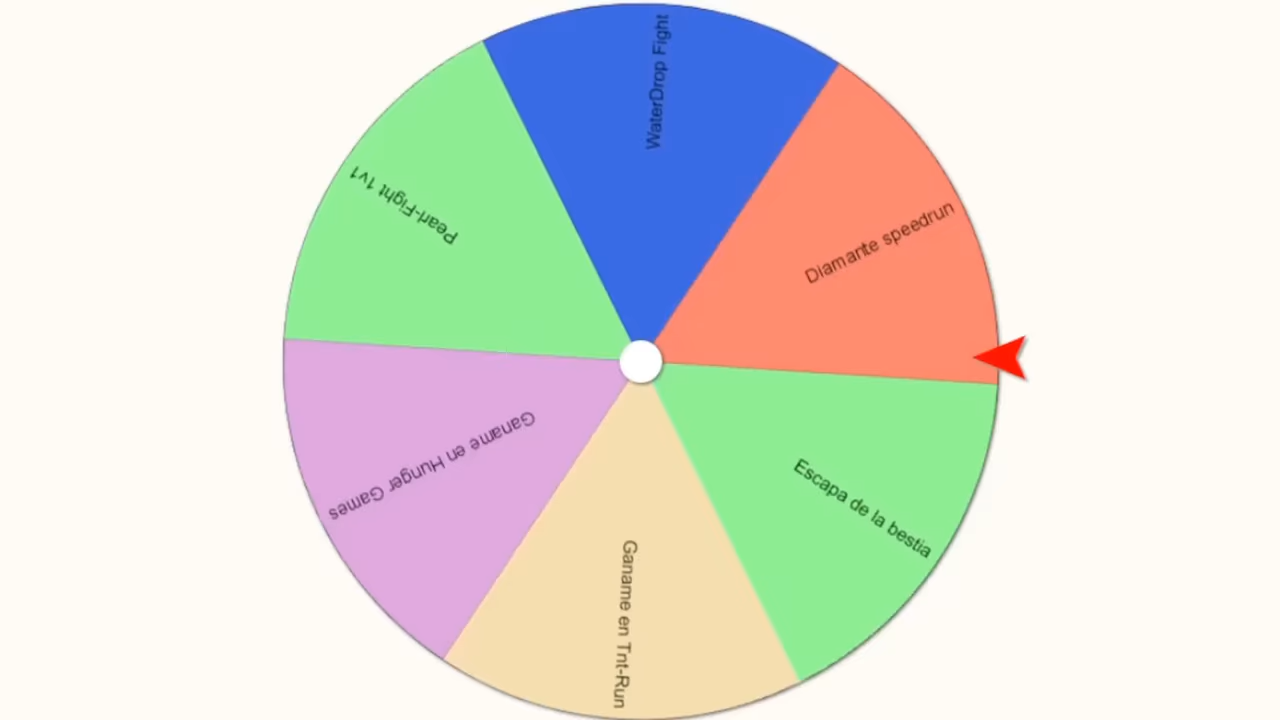 WaterDrop Fight
Diamante speedrun
Escapa de la bestia
Ganame en Tnt-Run
Ganame en Hunger Games
Pearl-Fight 1v1